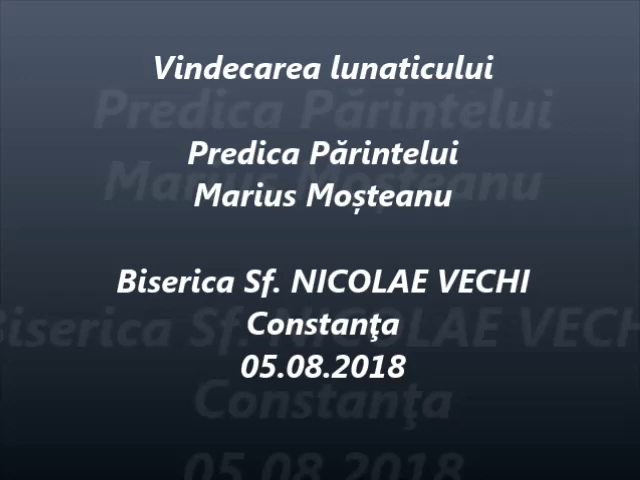 Vindecarea lunaticului
Predica Părintelui
Marius Moșteanu
Biserica Sf. NICOLAE VECHI
Constanţa
05.08.2018